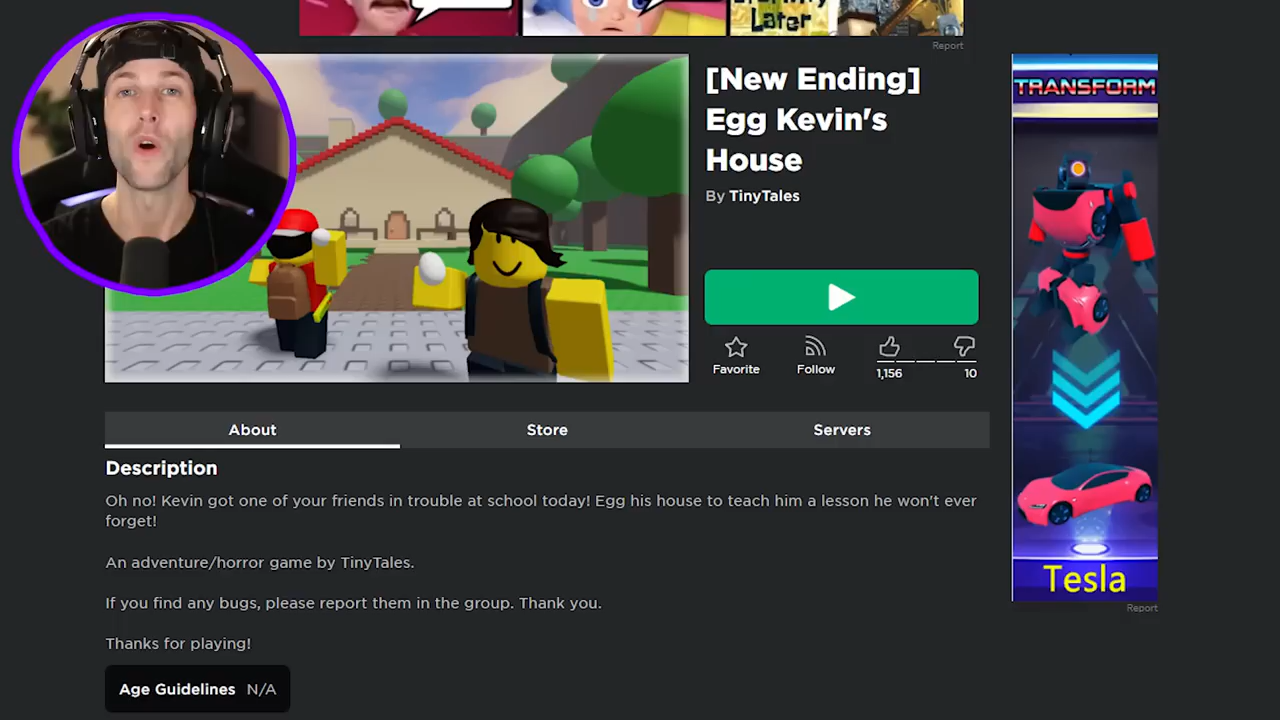 Later
Report
[New Ending]
Egg Kevin's
House
By TinyTales
Favorite
Follow
1,156
10
TRANSFORM
Tesla
Report
About
Store
Servers
Description
Oh no! Kevin got one of your friends in trouble at school today! Egg his house to teach him a lesson he won't ever
forget!
An adventure/horror game by TinyTales.
If you find any bugs, please report them in the group. Thank you.
Thanks for playing!
Age Guidelines N/A